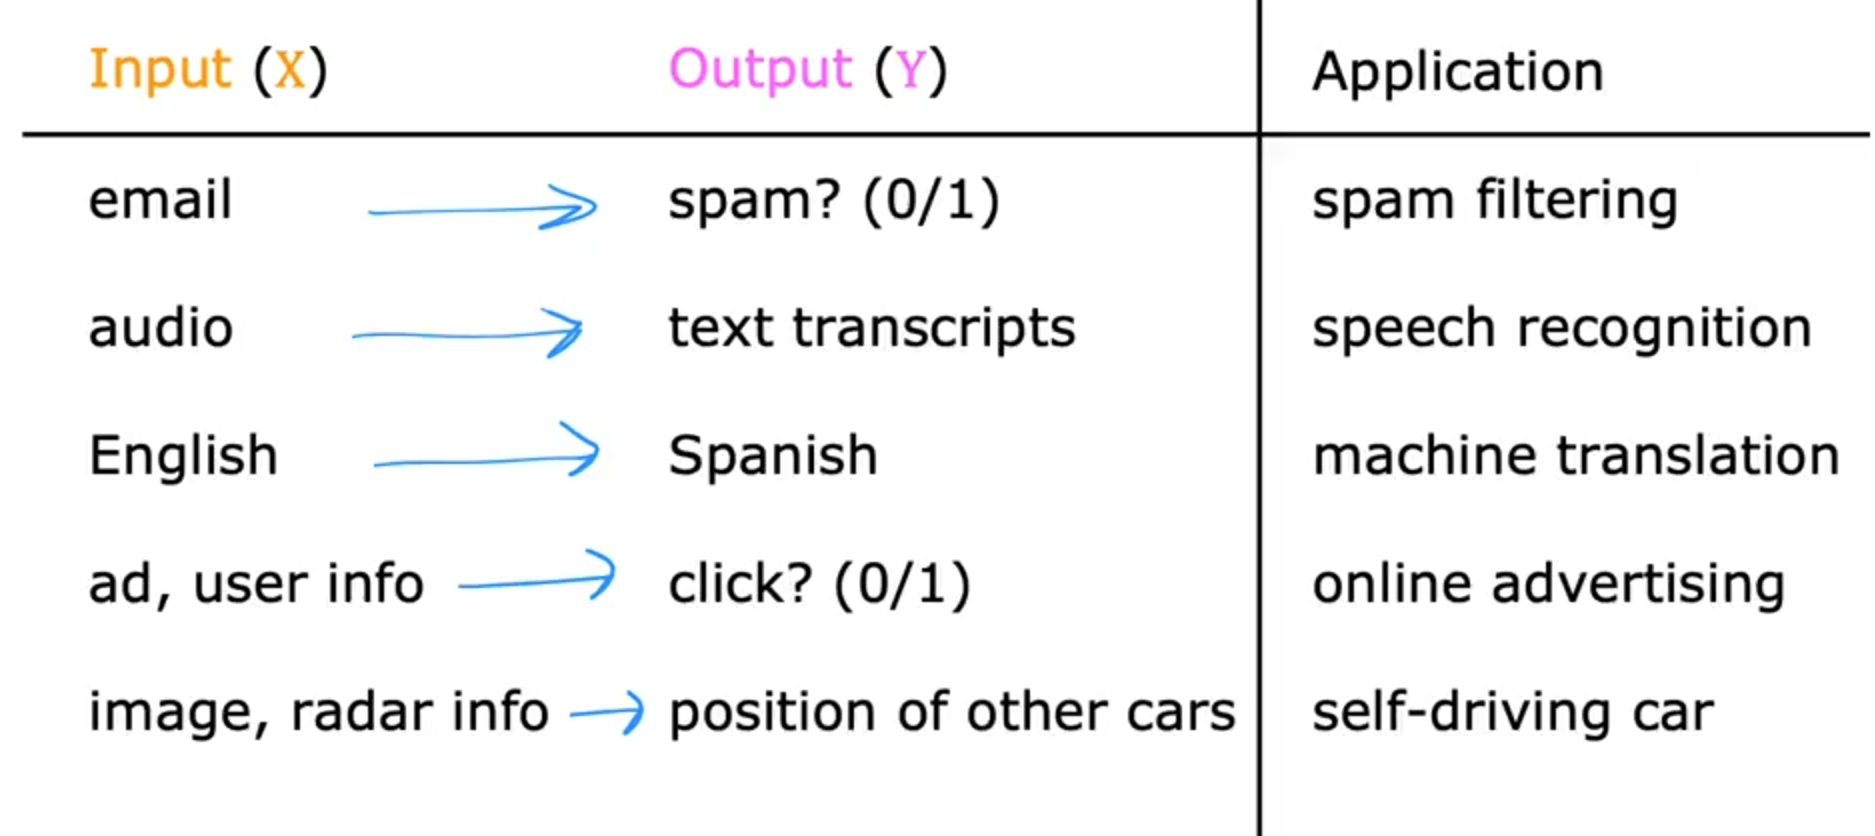 Input (X) Output (Y) Application
email spam? (0/1) spam filtering
audio text transcripts speech recognition
English Spanish machine translation
ad, user info click? (0/1) online advertising
image, radar info position of other cars self-driving car